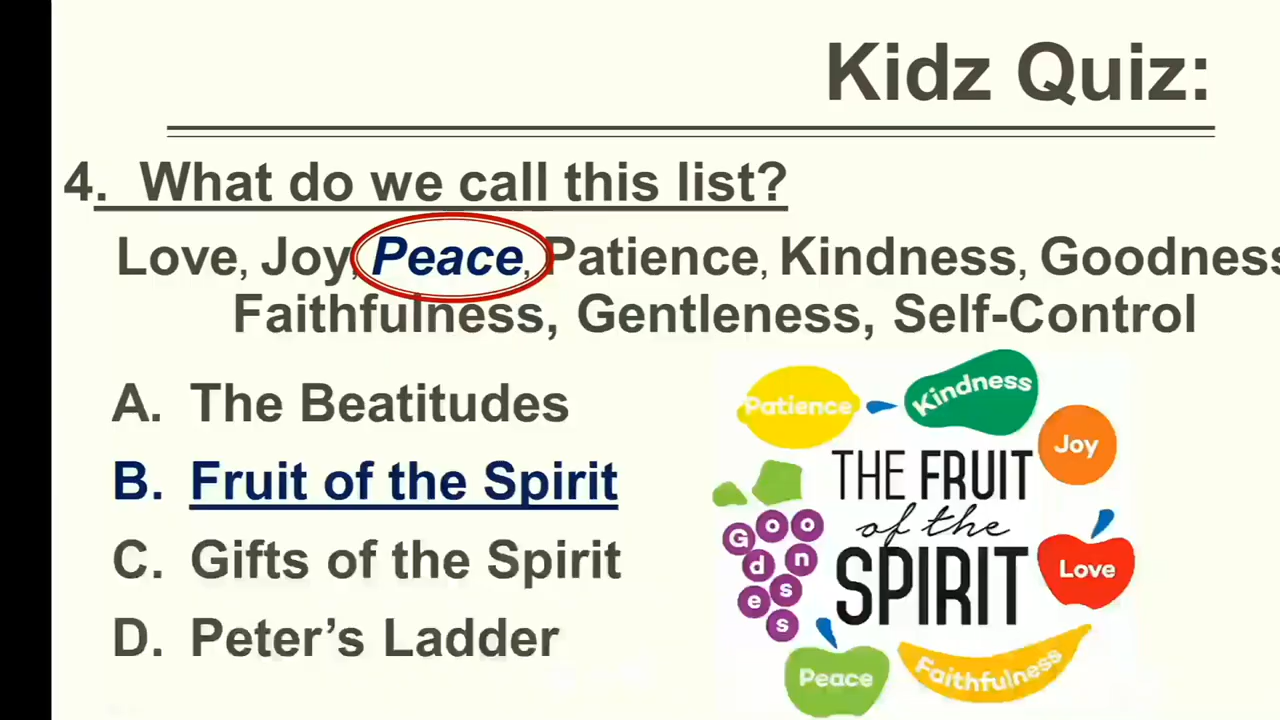 Kidz Quiz:
4. What do we call this list?
Love, Joy, Peace, Patience, Kindness, Goodness
Faithfulness, Gentleness, Self-Control
A. The Beatitudes
B. Fruit of the Spirit
C. Gifts of the Spirit
D. Peter’s Ladder
Patience
Kindness
Joy
THE FRUIT
of the
SPIRIT
Goodness
Love
Peace
Faithfulness